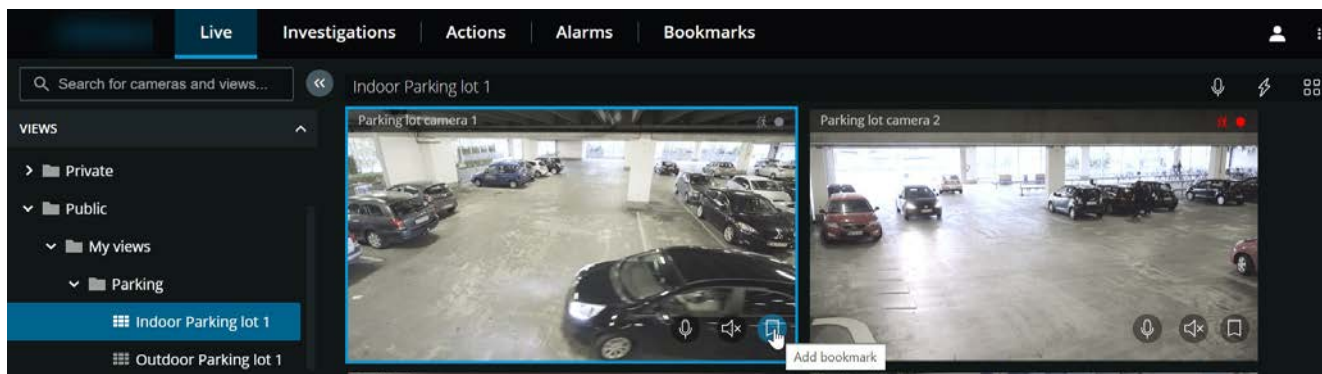 Live
Investigations
Actions
Alarms
Bookmarks
Search for cameras and views...
Indoor Parking lot 1
VIEWS
Parking lot camera 1
Parking lot camera 2
Private
Public
My views
Parking
Indoor Parking lot 1
Outdoor Parking lot 1
Add bookmark